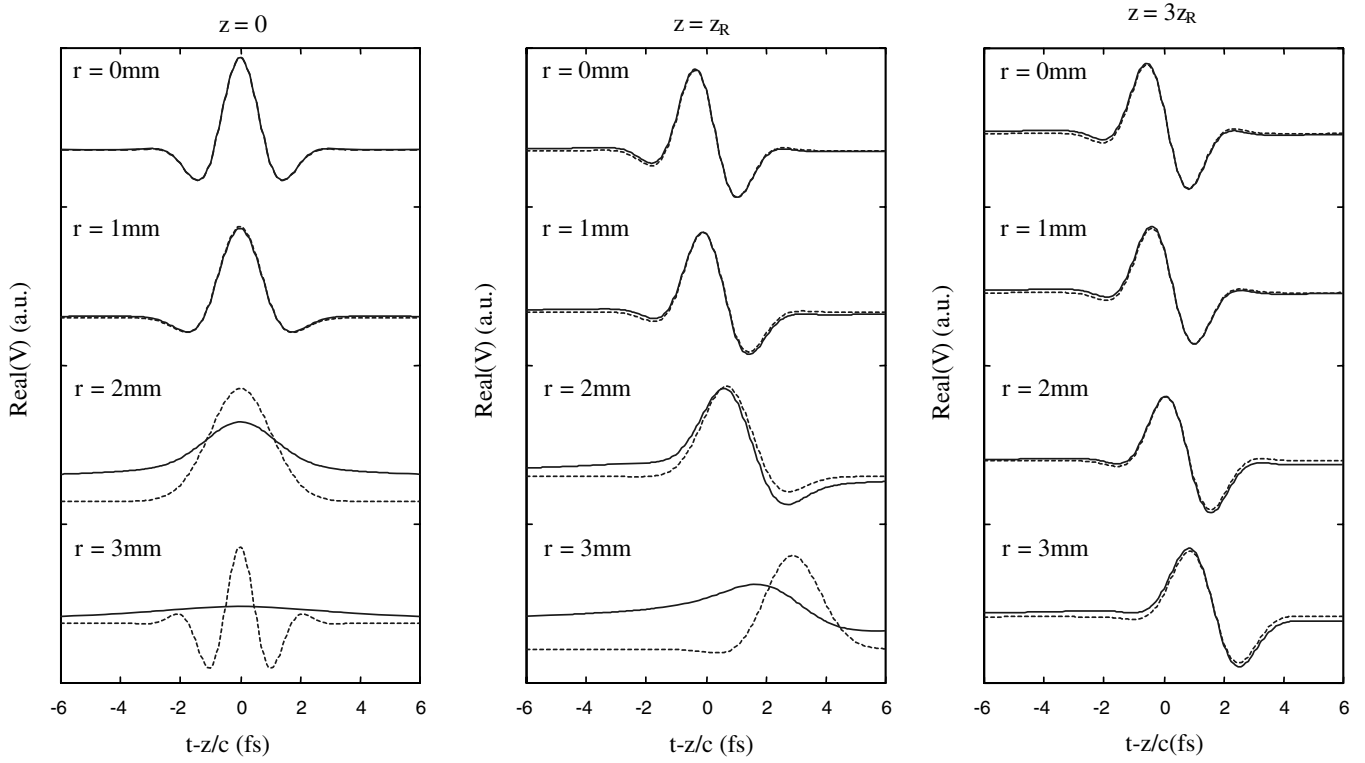 z = 0
r = 0mm
r = 1mm
r = 2mm
r = 3mm
Real(V) (a.u.)
-6 -4 -2 0 2 4 6
t-z/c (fs)
z = zR
r = 0mm
r = 1mm
r = 2mm
r = 3mm
Real(V) (a.u.)
-6 -4 -2 0 2 4 6
t-z/c (fs)
z = 3zR
r = 0mm
r = 1mm
r = 2mm
r = 3mm
Real(V) (a.u.)
-6 -4 -2 0 2 4 6
t-z/c(fs)